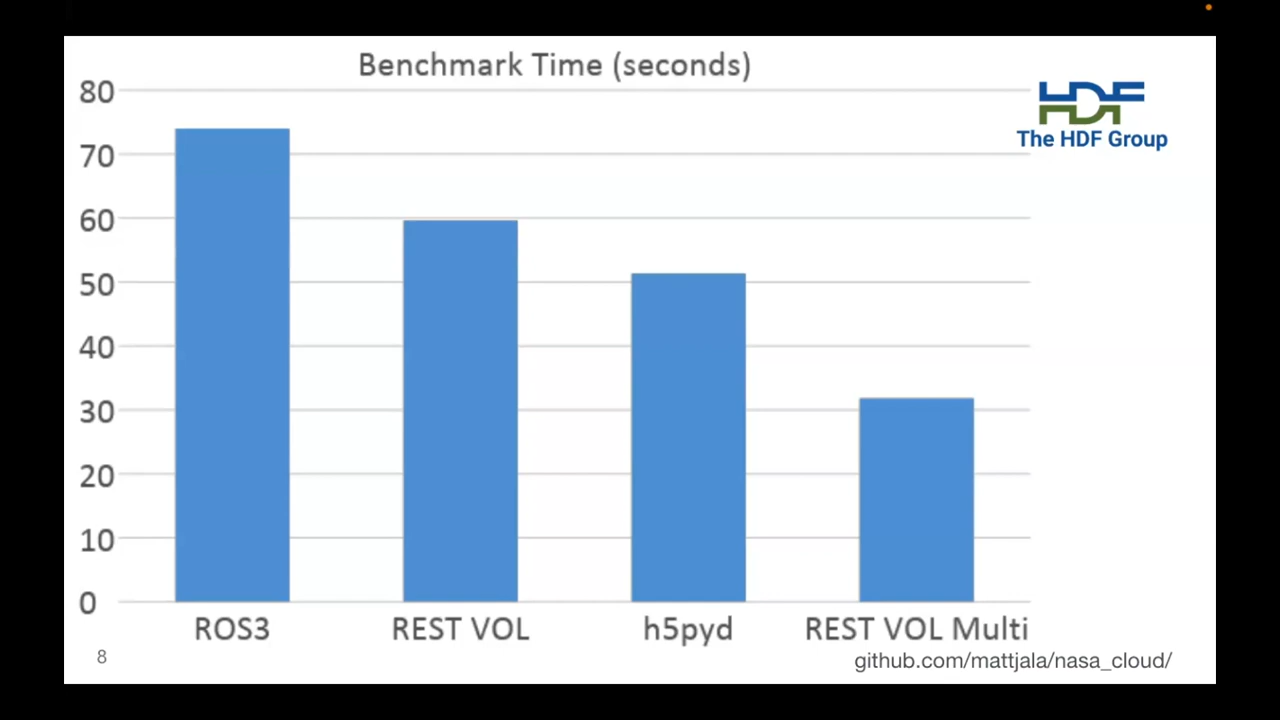 Benchmark Time (seconds)
80
70
60
50
40
30
20
10
0
ROS3 REST VOL h5pyd REST VOL Multi
HDF
The HDF Group
8
github.com/mattjala/nasa_cloud/